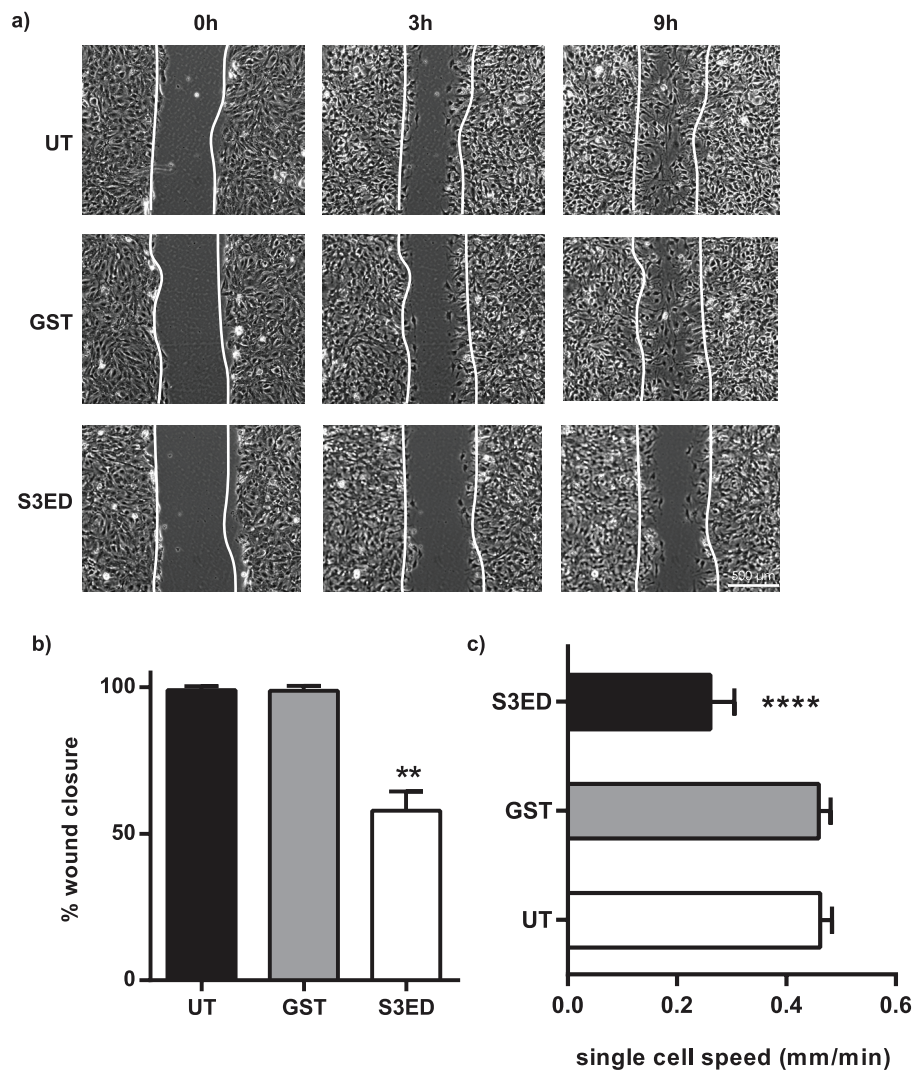 a)
0h 3h 9h
UT
GST
S3ED
500 µm
b)
100
50
0
% wound closure
**
UT GST S3ED
c)
S3ED
****
GST
UT
0.0 0.2 0.4 0.6
single cell speed (mm/min)